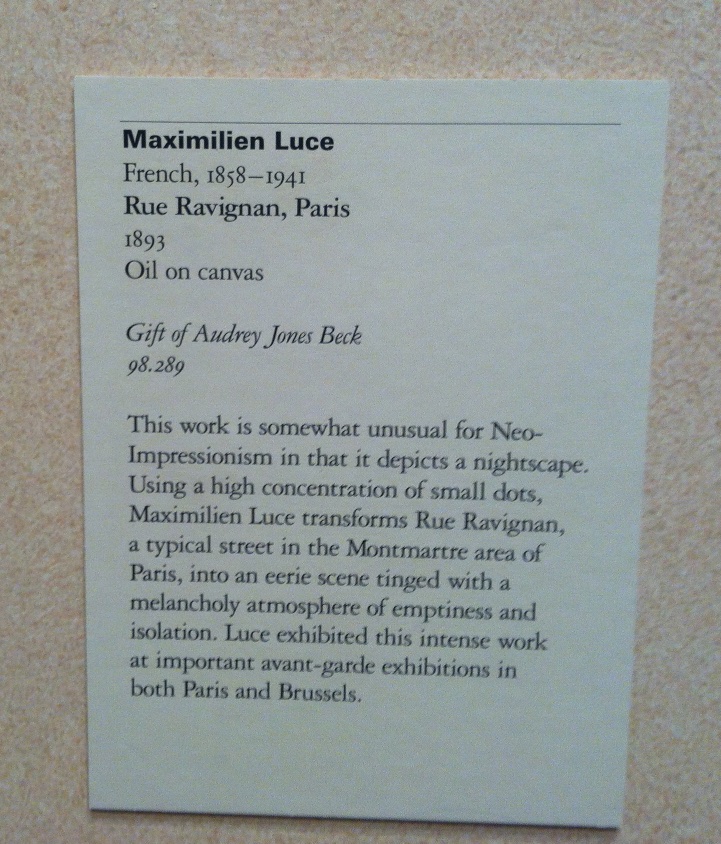 Maximilien Luce
French, 1858–1941
Rue Ravignan, Paris
1893
Oil on canvas
Gift of Audrey Jones Beck
98.289
This work is somewhat unusual for Neo-
Impressionism in that it depicts a nightscape.
Using a high concentration of small dots,
Maximilien Luce transforms Rue Ravignan,
a typical street in the Montmartre area of
Paris, into an eerie scene tinged with a
melancholy atmosphere of emptiness and
isolation. Luce exhibited this intense work
at important avant-garde exhibitions in
both Paris and Brussels.